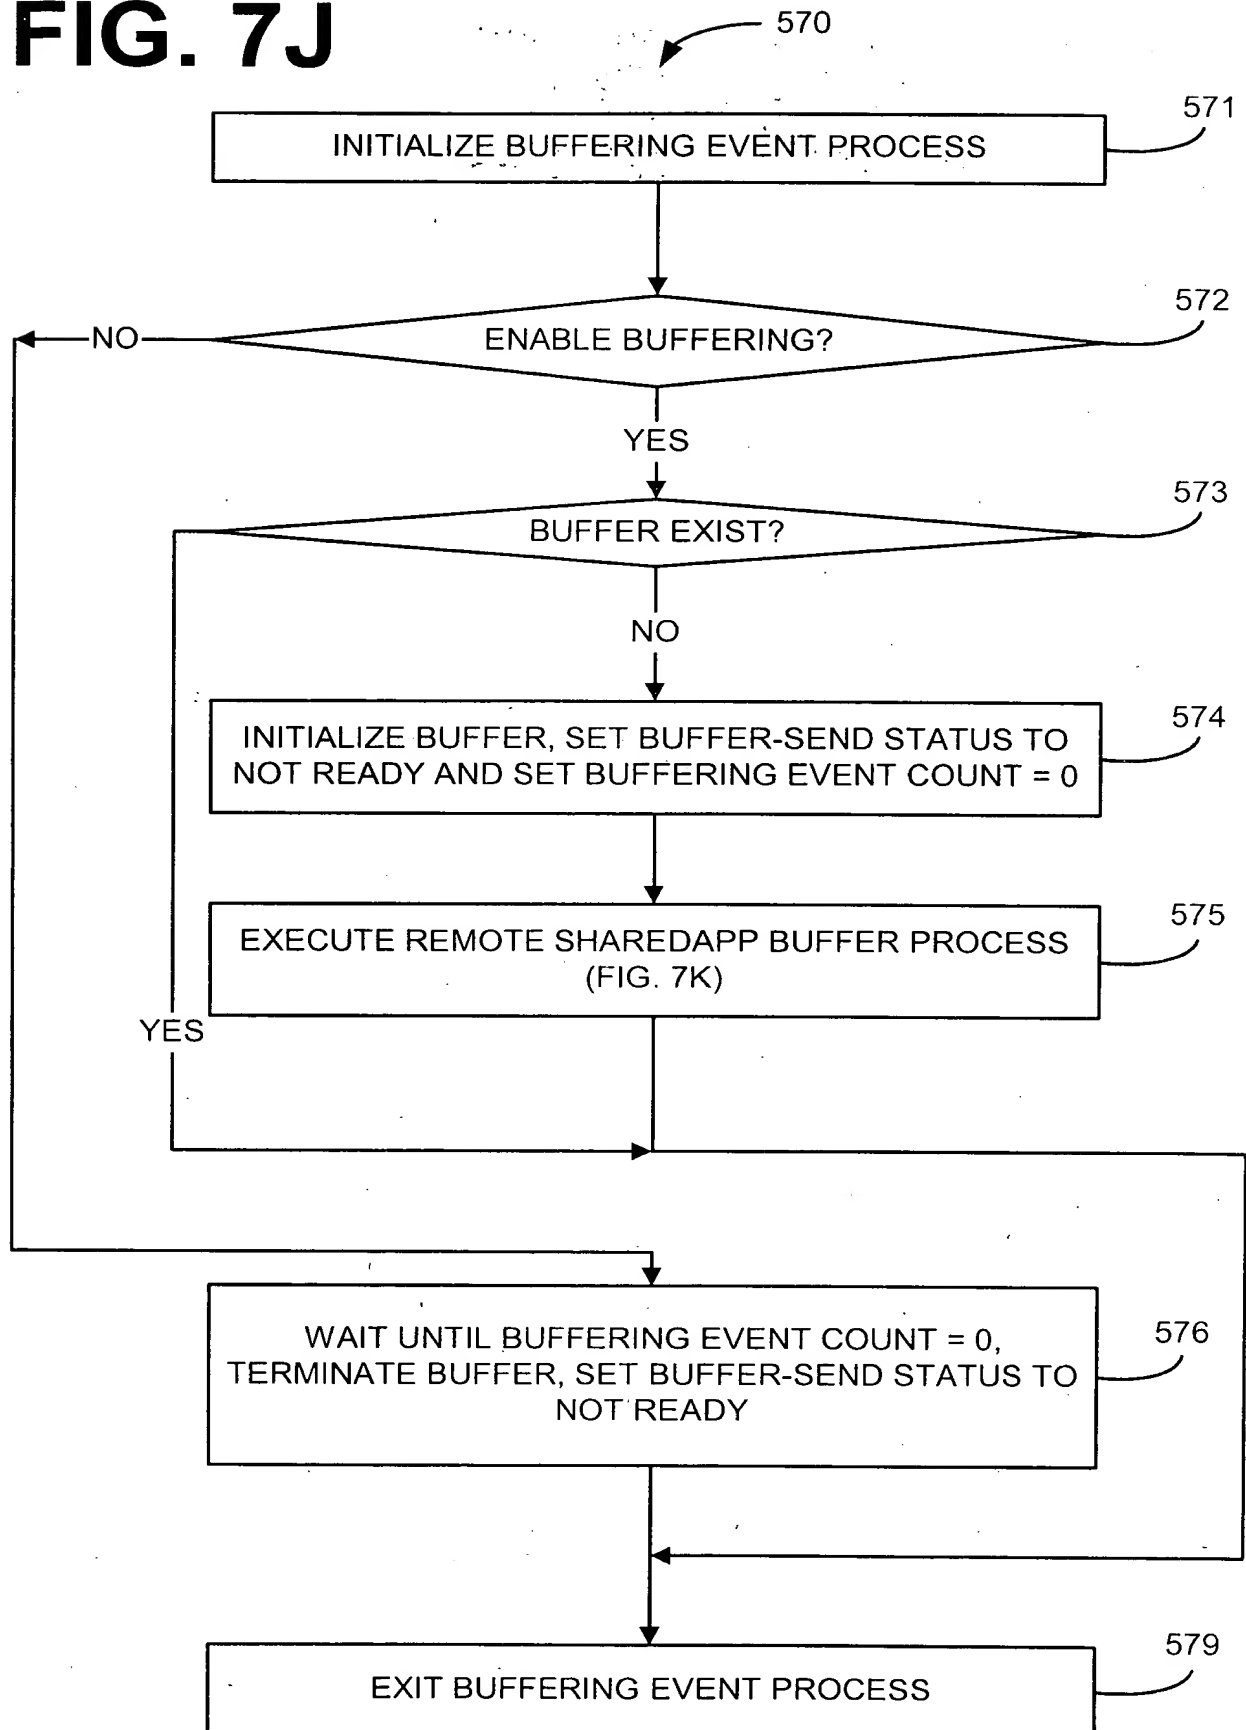 FIG. 7J
570
571
INITIALIZE BUFFERING EVENT PROCESS
572
NO
ENABLE BUFFERING?
YES
573
BUFFER EXIST?
NO
574
INITIALIZE BUFFER, SET BUFFER-SEND STATUS TO
NOT READY AND SET BUFFERING EVENT COUNT = 0
575
EXECUTE REMOTE SHAREDAPP BUFFER PROCESS
(FIG. 7K)
YES
576
WAIT UNTIL BUFFERING EVENT COUNT = 0,
TERMINATE BUFFER, SET BUFFER-SEND STATUS TO
NOT READY
579
EXIT BUFFERING EVENT PROCESS